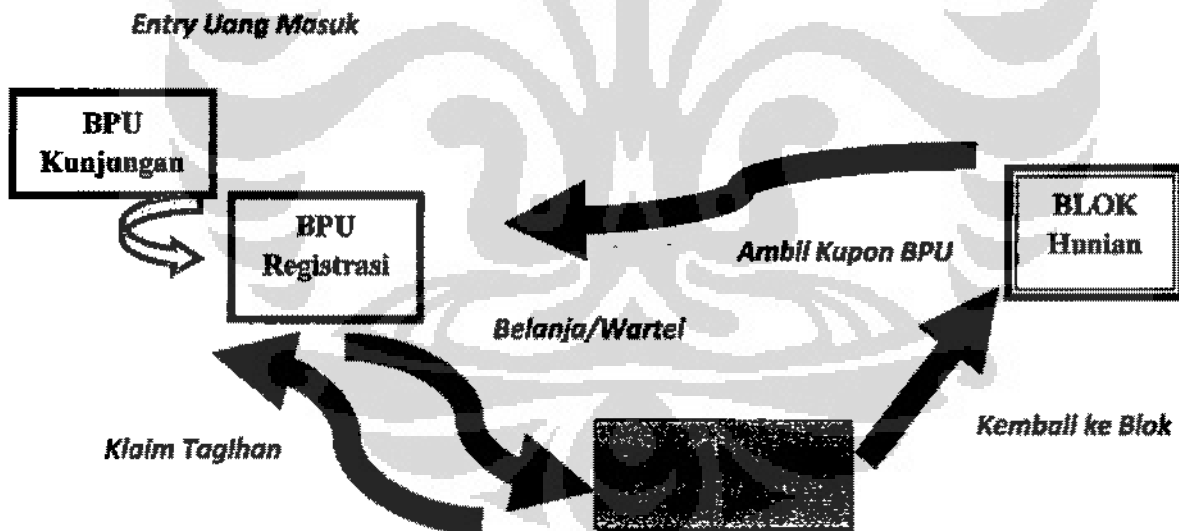 Entry Uang Masuk
BPU
Kunjungan
BPU
Registrasi
BLOK
Hunian
Ambil Kupon BPU
Belanja/Wartel
Klaim Tagihan
Kembali ke Blok